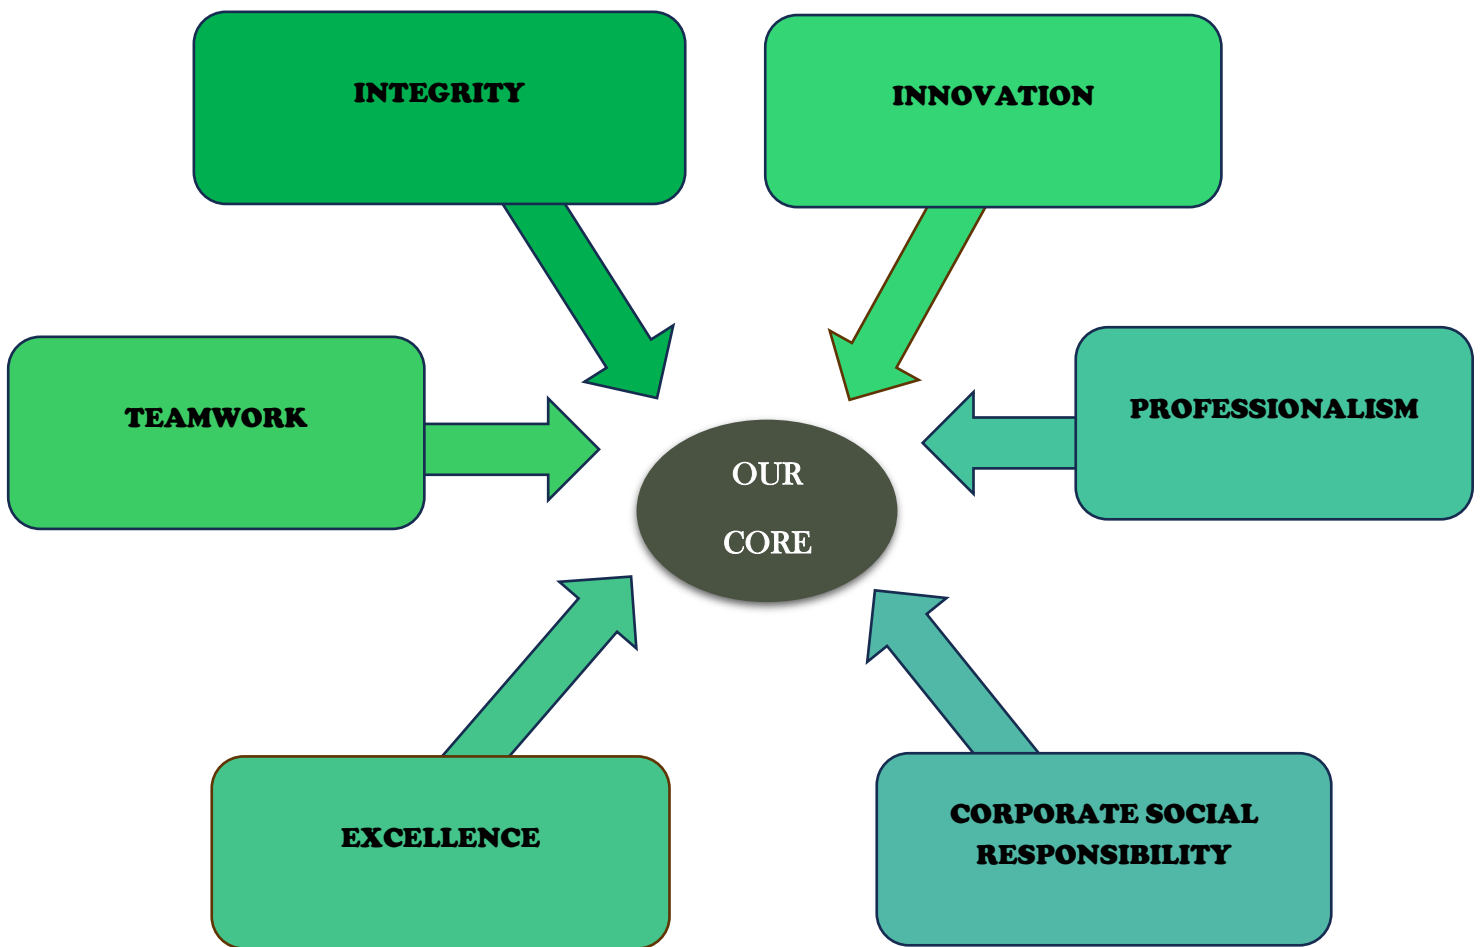 INTEGRITY
INNOVATION
TEAMWORK
PROFESSIONALISM
OUR
CORE
EXCELLENCE
CORPORATE SOCIAL
RESPONSIBILITY